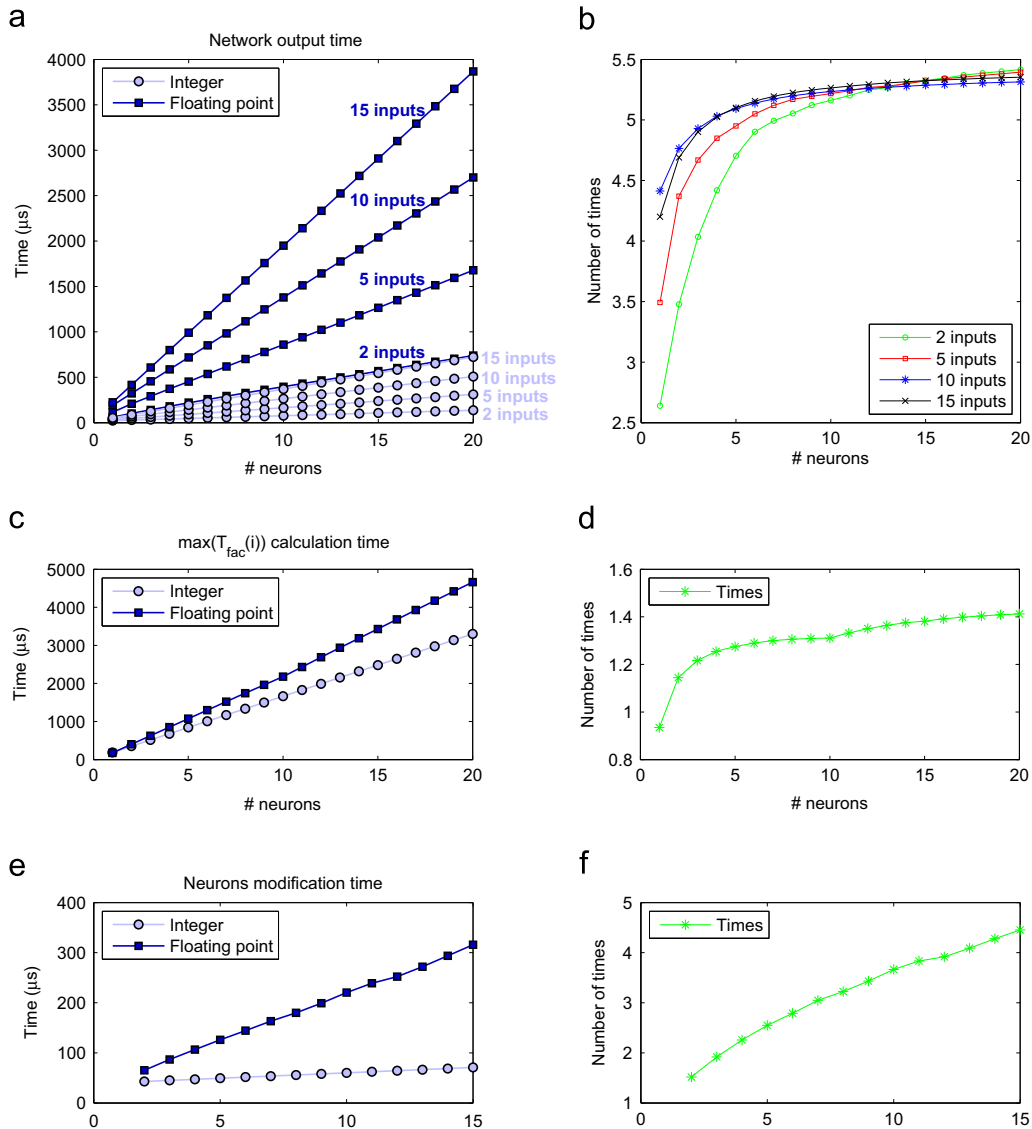 a
Network output time
4000
3500
3000
2500
2000
1500
1000
500
0
Time (µs)
Integer
Floating point
15 inputs
10 inputs
5 inputs
2 inputs
15 inputs
10 inputs
5 inputs
2 inputs
0 5 10 15 20
# neurons
b
5.5
5
4.5
4
3.5
3
2.5
Number of times
2 inputs
5 inputs
10 inputs
15 inputs
0 5 10 15 20
# neurons
c
max(T_fac(i)) calculation time
5000
4000
3000
2000
1000
0
Time (µs)
Integer
Floating point
0 5 10 15 20
# neurons
d
1.6
1.4
1.2
1
0.8
Number of times
Times
0 5 10 15 20
# neurons
e
Neurons modification time
400
300
200
100
0
Time (µs)
Integer
Floating point
0 5 10 15
f
5
4
3
2
1
Number of times
Times
0 5 10 15